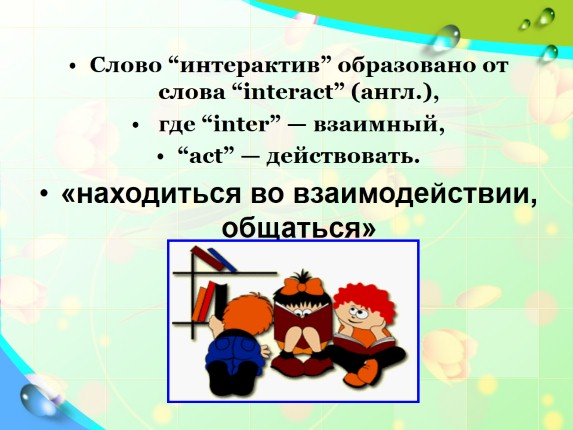 • Слово “интерактив” образовано от
слова “interact” (англ.),
• где “inter” — взаимный,
• “act” — действовать.
• «находиться во взаимодействии,
общаться»